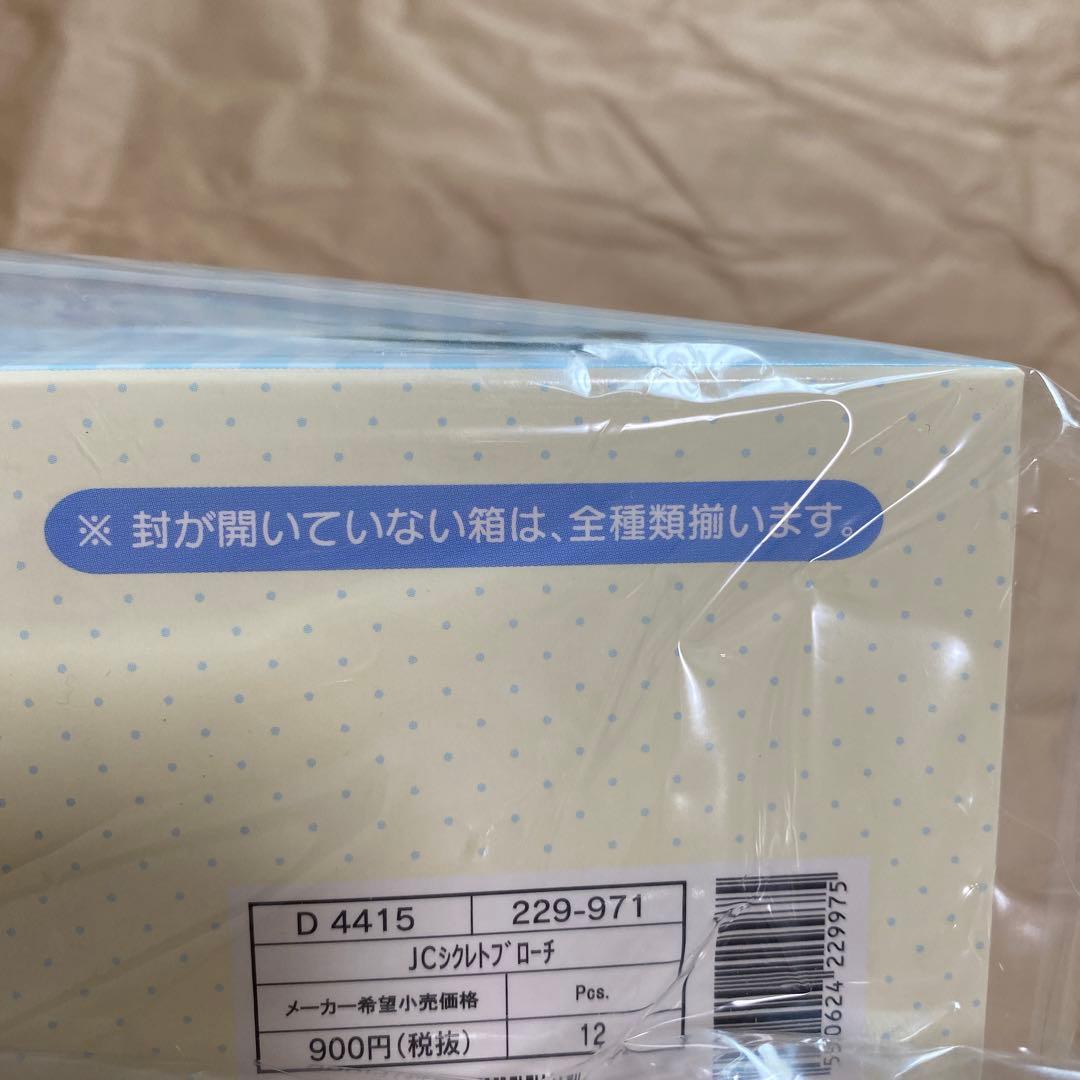 ※ 封が開いていない箱は、全種類揃います。
D 4415 229-971
JCシクレトブローチ
メーカー希望小売価格 Pcs.
900円(税抜) 12
550624 229975